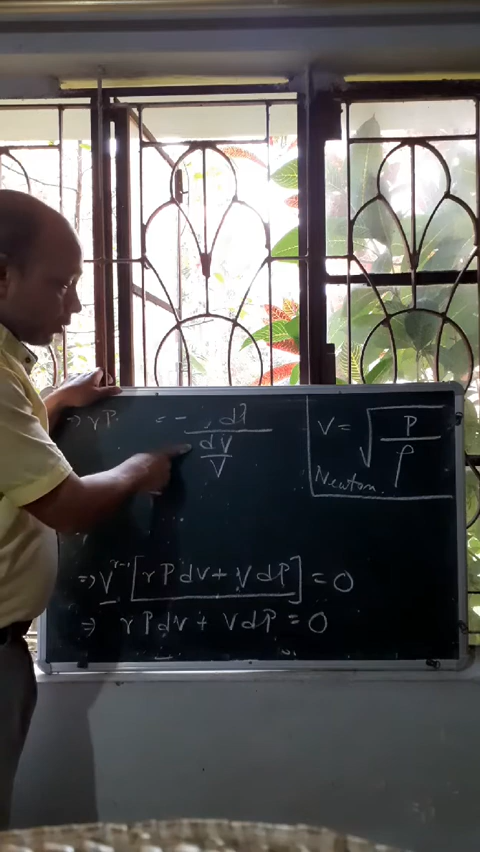 ⇒ γP = - dP / (dV/V)
V = √(P/ρ)
Newton.
⇒ V^γ-1 [γPdV + VdP] = 0
⇒ γPdV + VdP = 0